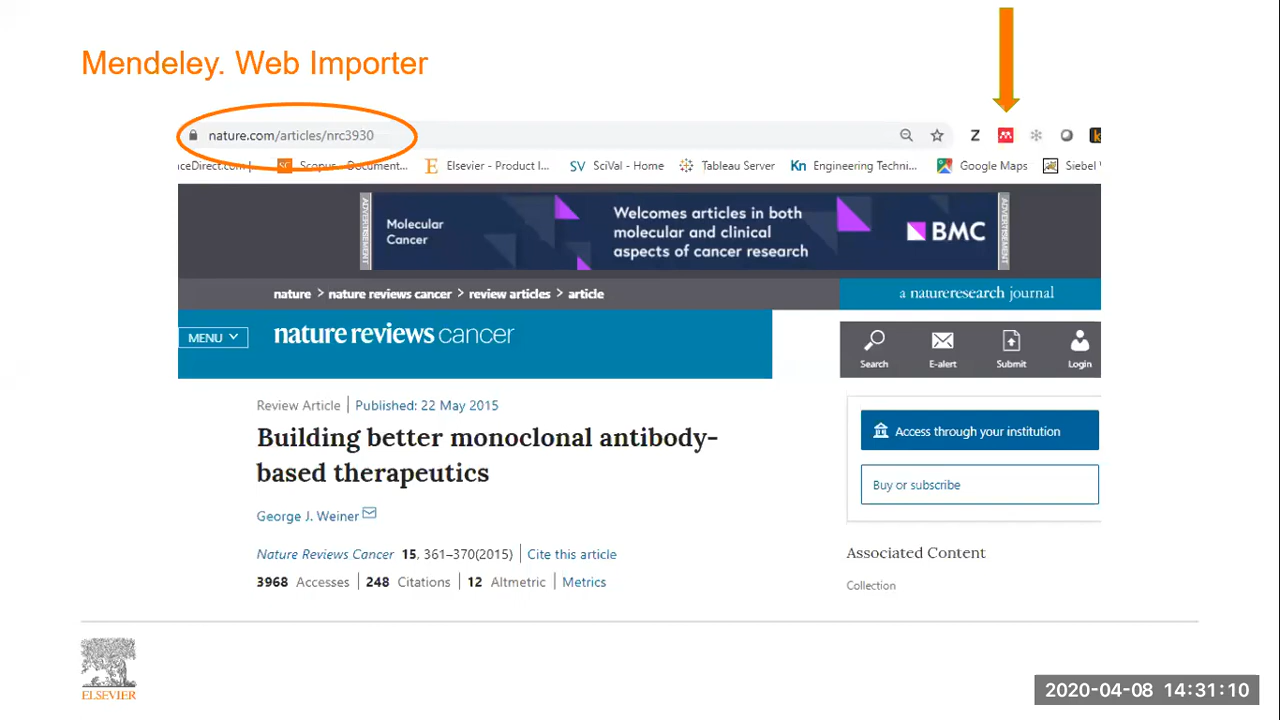 Mendeley. Web Importer
nature.com/articles/nrc3930
Z
k
ceDirect.com
SC Scopus - Document...
E Elsevier - Product I...
SV SciVal - Home
Tableau Server
Kn Engineering Techni...
Google Maps
Siebel
ADVERTISEMENT
Molecular
Cancer
Welcomes articles in both
molecular and clinical
aspects of cancer research
BMC
ADVERTISEMENT
nature > nature reviews cancer > review articles > article
a natureresearch journal
MENU
nature reviews cancer
Search
E-alert
Submit
Login
Review Article | Published: 22 May 2015
Building better monoclonal antibody-
based therapeutics
George J. Weiner
Nature Reviews Cancer 15, 361–370(2015) | Cite this article
3968 Accesses | 248 Citations | 12 Altmetric | Metrics
Access through your institution
Buy or subscribe
Associated Content
Collection
ELSEVIER
2020-04-08 14:31:10